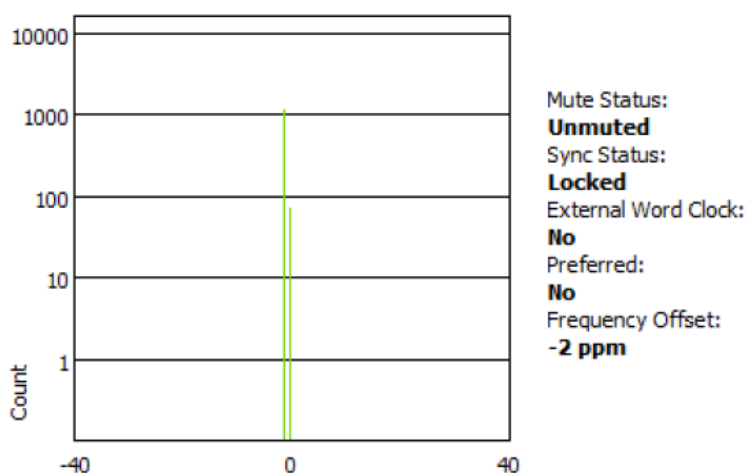 10000
1000
100
10
1
Count
-40
0
40
Mute Status:
Unmuted
Sync Status:
Locked
External Word Clock:
No
Preferred:
No
Frequency Offset:
-2 ppm